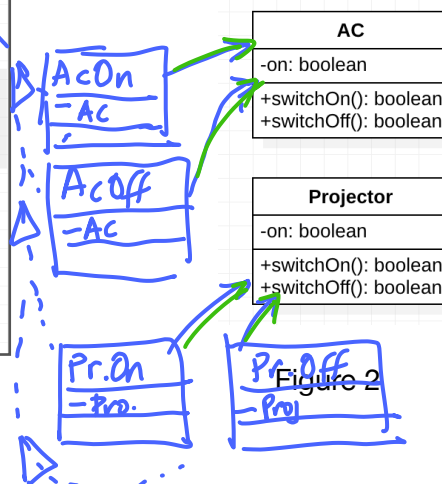 AcOn
- AC
AcOff
-AC
AC
-on: boolean
+switchOn(): boolean
+switchOff(): boolean
Projector
-on: boolean
+switchOn(): boolean
+switchOff(): boolean
Pr.On
-Pro.
Pr.Off
- Proj
Figure 2